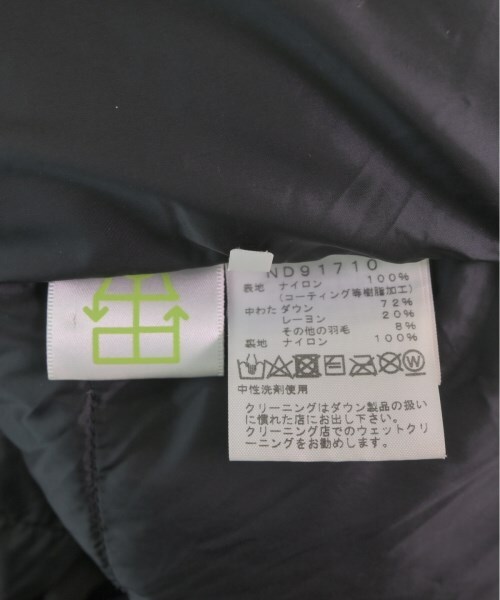 ND91710
表地 ナイロン 100%
(コーティング等樹脂加工)
中わた ダウン 72%
レーヨン 20%
その他の羽毛 8%
裏地 ナイロン 100%
中性洗剤使用
クリーニングはダウン製品の扱い
に慣れた店にお出し下さい。
クリーニング店でのウェットクリ
ーニングをお勧めします。